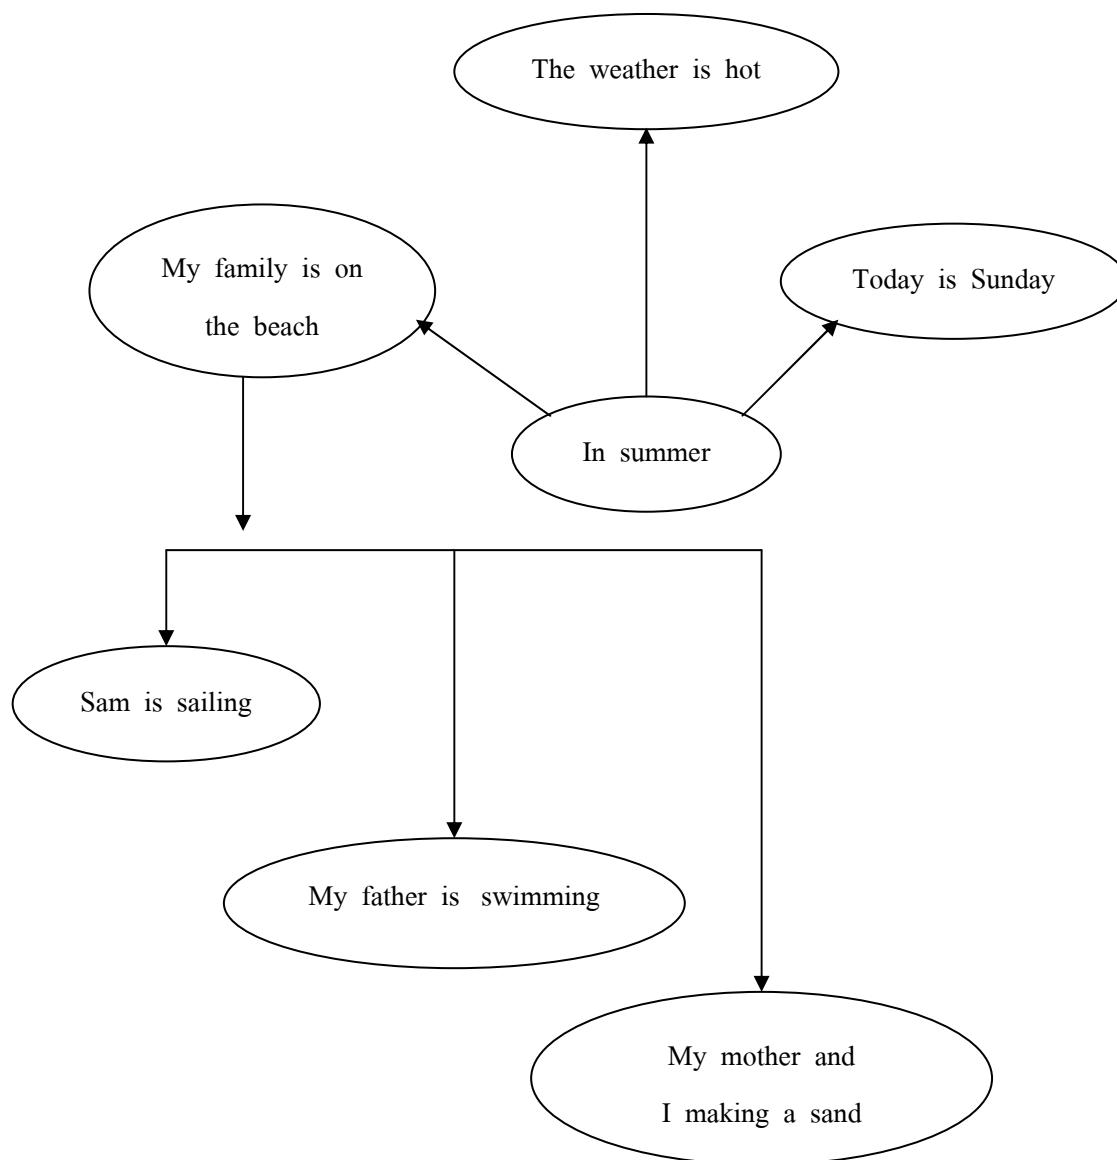 The weather is hot
My family is on
the beach
Today is Sunday
In summer
Sam is sailing
My father is swimming
My mother and
I making a sand